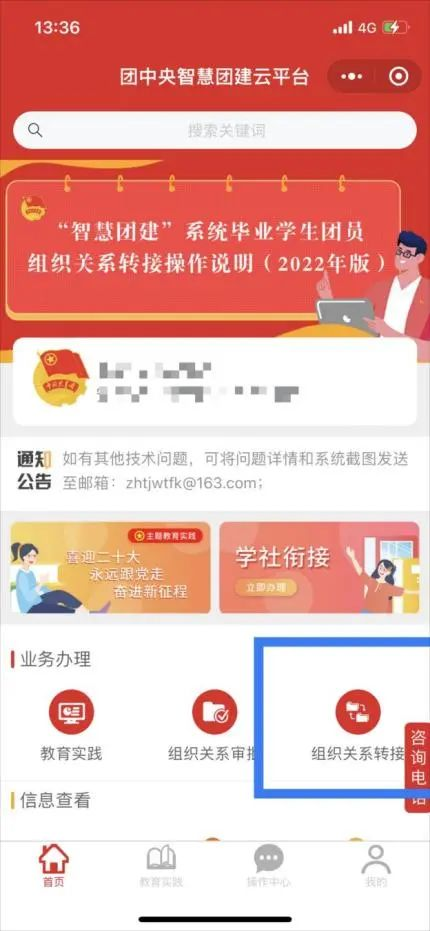 13:36
4G
团中央智慧团建云平台
搜索关键词
“智慧团建”系统毕业学生团员
组织关系转接操作说明（2022年版）
通知
公告
如有其他技术问题，可将问题详情和系统截图发送
至邮箱：zhtjwtfk@163.com；
主题教育实践
喜迎二十大
永远跟党走
奋进新征程
学社衔接
立即办理
业务办理
教育实践
组织关系审批
组织关系转接
咨询电话
信息查看
首页
教育实践
操作中心
我的